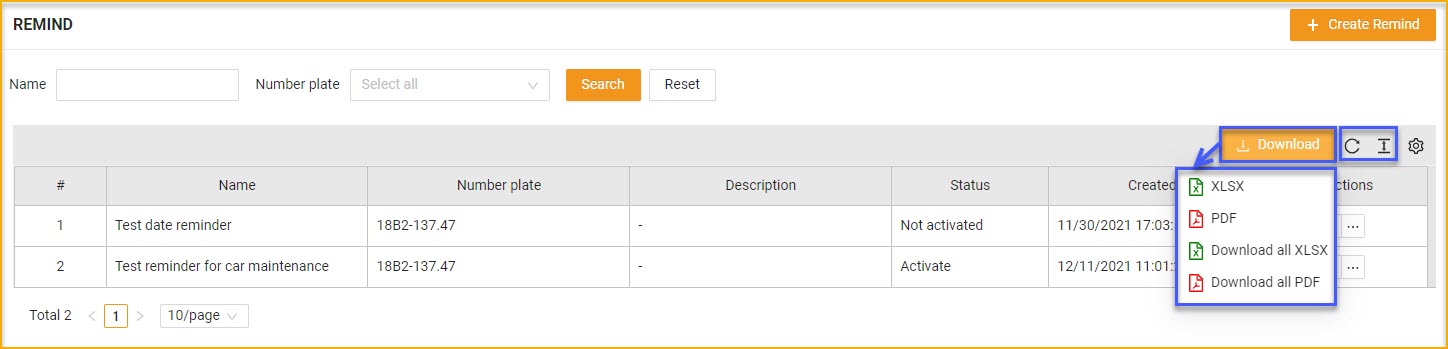 REMIND
+ Create Remind
Name Number plate Select all Search Reset
Download
# Name Number plate Description Status Created ctions
XLSX
PDF
1 Test date reminder 18B2-137.47 - Not activated 11/30/2021 17:03: ...
Download all XLSX
2 Test reminder for car maintenance 18B2-137.47 - Activate 12/11/2021 11:01: ...
Download all PDF
Total 2 < 1 > 10/page